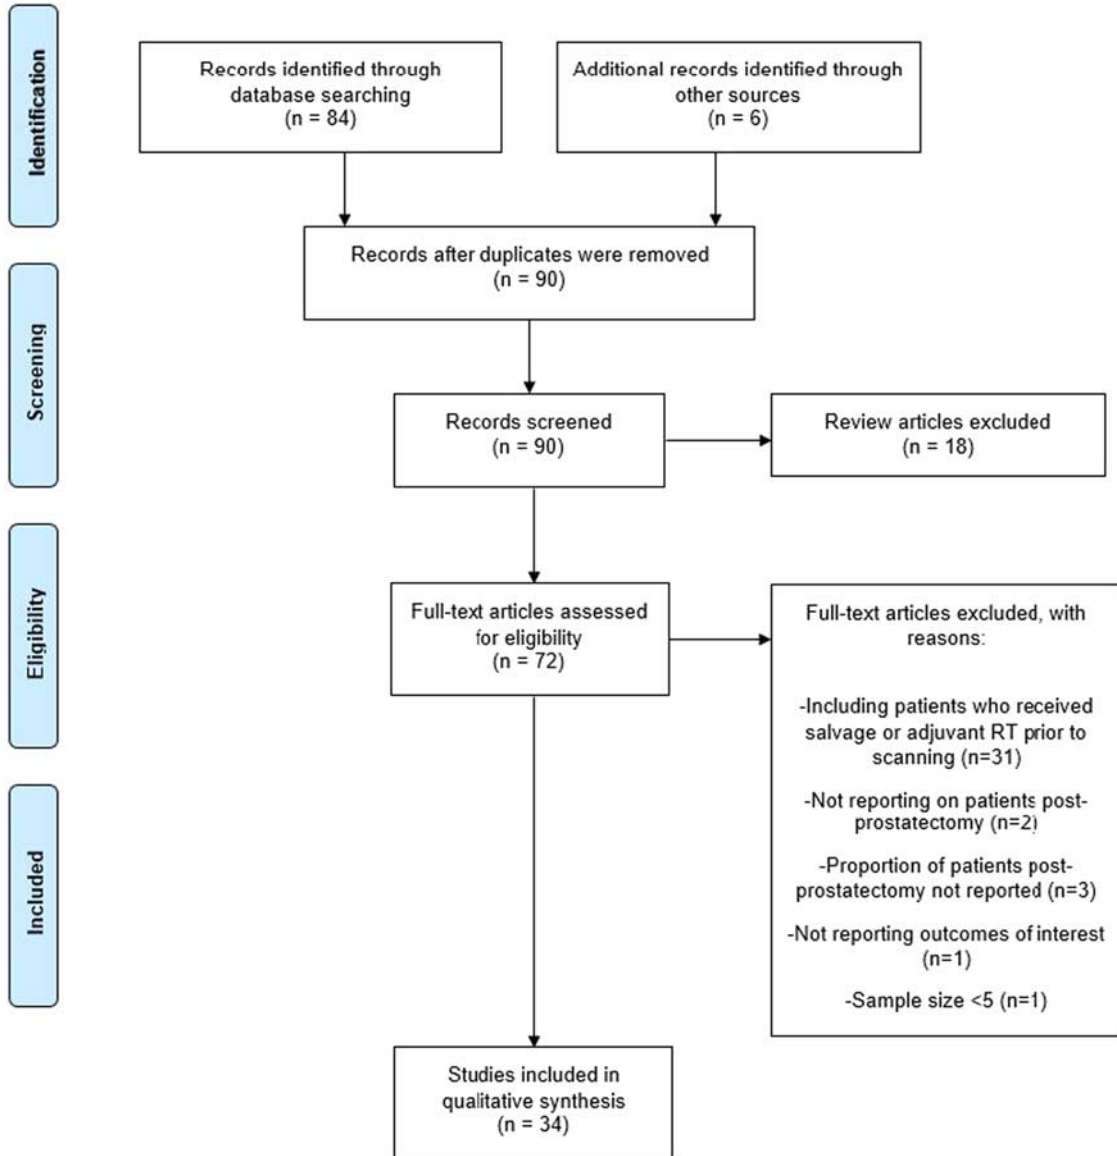 Identification
Records identified through
database searching
(n = 84)
Additional records identified through
other sources
(n = 6)
Records after duplicates were removed
(n = 90)
Screening
Records screened
(n = 90)
Review articles excluded
(n = 18)
Eligibility
Full-text articles assessed
for eligibility
(n = 72)
Full-text articles excluded, with
reasons:
-Including patients who received
salvage or adjuvant RT prior to
scanning (n=31)
-Not reporting on patients post-
prostatectomy (n=2)
-Proportion of patients post-
prostatectomy not reported (n=3)
-Not reporting outcomes of interest
(n=1)
-Sample size <5 (n=1)
Included
Studies included in
qualitative synthesis
(n = 34)